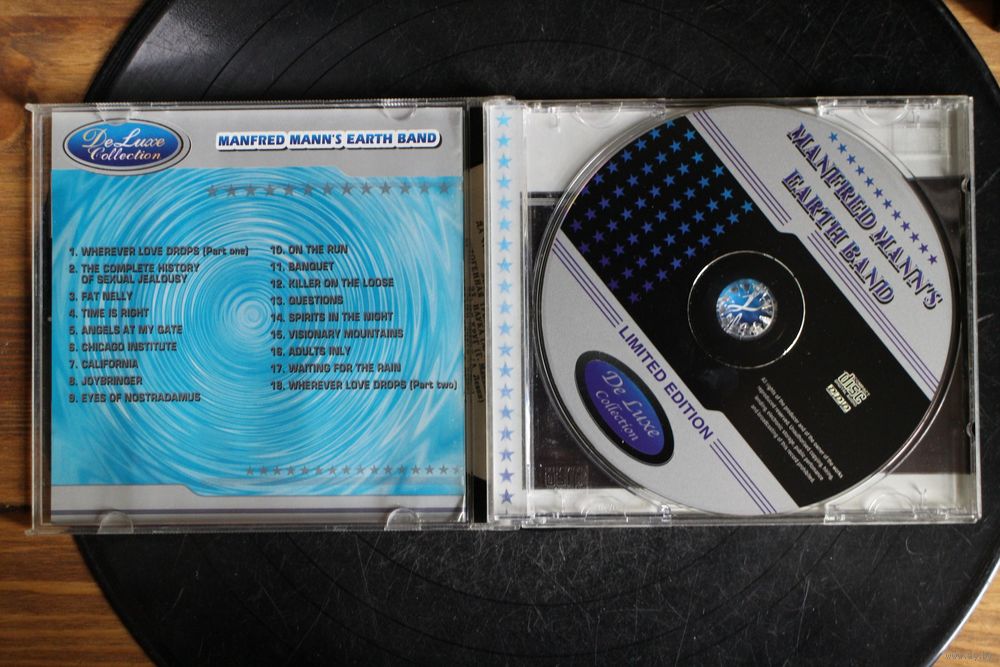 De Luxe
Collection
MANFRED MANN'S EARTH BAND
1. WHEREVER LOVE DROPS (Part one)
2. THE COMPLETE HISTORY
OF SEXUAL JEALOUSY
3. FAT NELLY
4. TIME IS RIGHT
5. ANGELS AT MY GATE
6. CHICAGO INSTITUTE
7. CALIFORNIA
8. JOYBRINGER
9. EYES OF NOSTRADAMUS
10. ON THE RUN
11. BANQUET
12. KILLER ON THE LOOSE
13. QUESTIONS
14. SPIRITS IN THE NIGHT
15. VISIONARY MOUNTAINS
16. ADULTS INLY
17. WAITING FOR THE RAIN
18. WHEREVER LOVE DROPS (Part two)
MANFRED MANN'S
EARTH BAND
LIMITED EDITION
De Luxe
Collection
disc